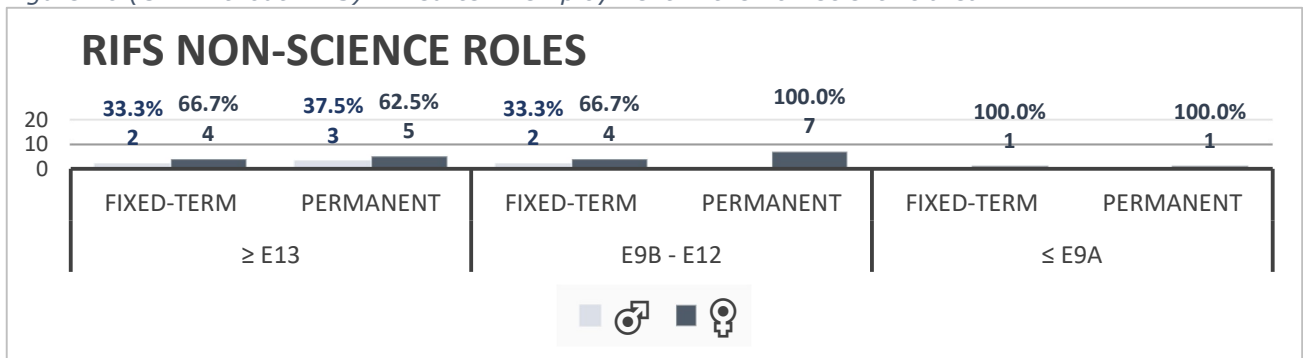 RIFS NON-SCIENCE ROLES
33.3% 66.7% 37.5% 62.5% 33.3% 66.7% 100.0% 100.0% 100.0%
20
2 4 3 5 2 4 7 1 1
10
0
FIXED-TERM PERMANENT FIXED-TERM PERMANENT FIXED-TERM PERMANENT
≥ E13 E9B - E12 ≤ E9A